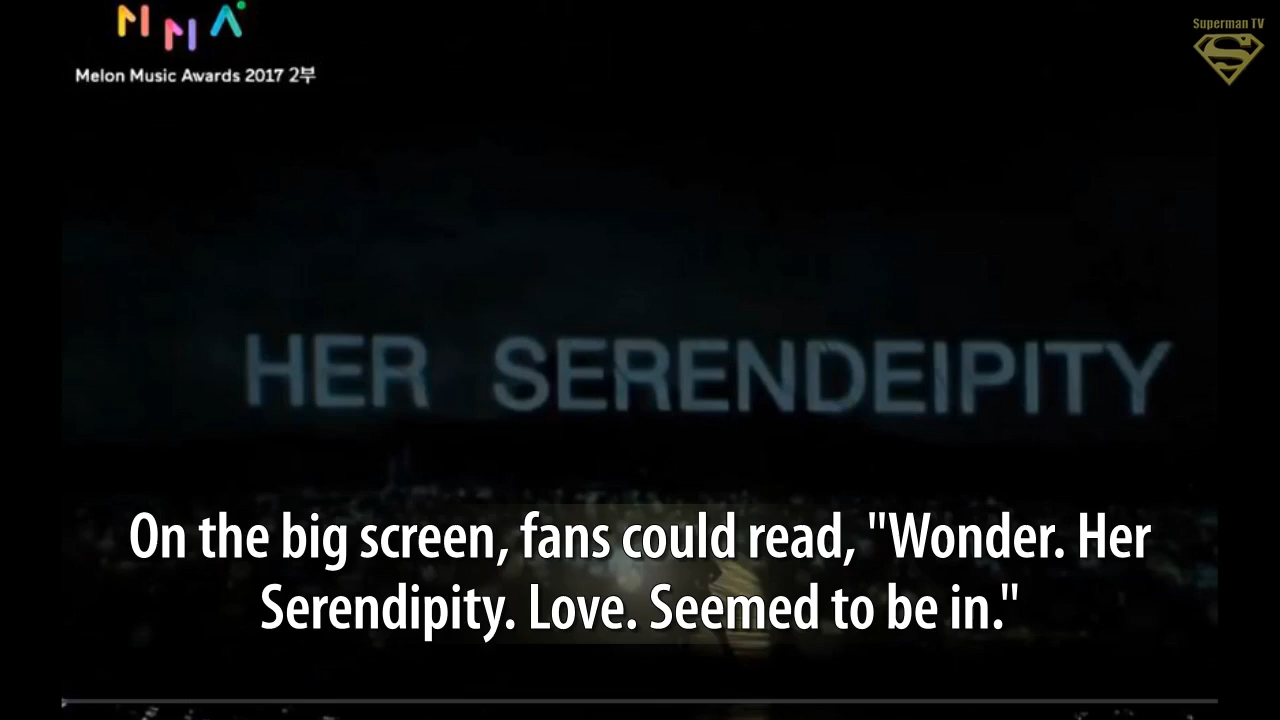 MMA
Superman TV
Melon Music Awards 2017 2부
HER SERENDEIPITY
On the big screen, fans could read, "Wonder. Her
Serendipity. Love. Seemed to be in."